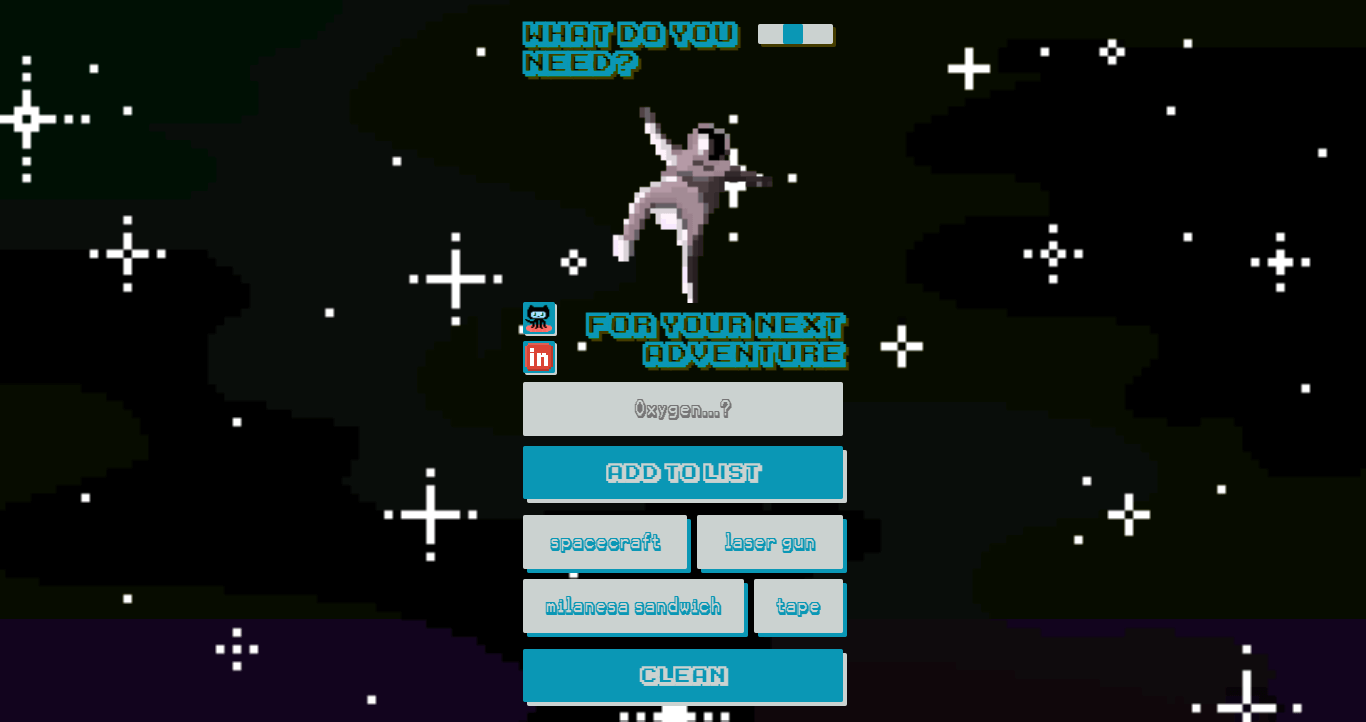 WHAT DO YOU
NEED?
FOR YOUR NEXT
ADVENTURE
in
Oxygen...?
ADD TO LIST
spacecraft
laser gun
milanesa sandwich
tape
CLEAN